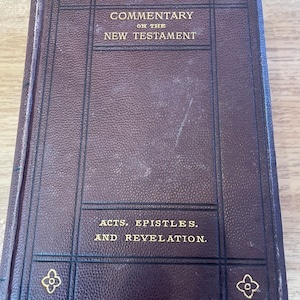 COMMENTARY
ON THE
NEW TESTAMENT
ACTS, EPISTLES,
AND REVELATION.